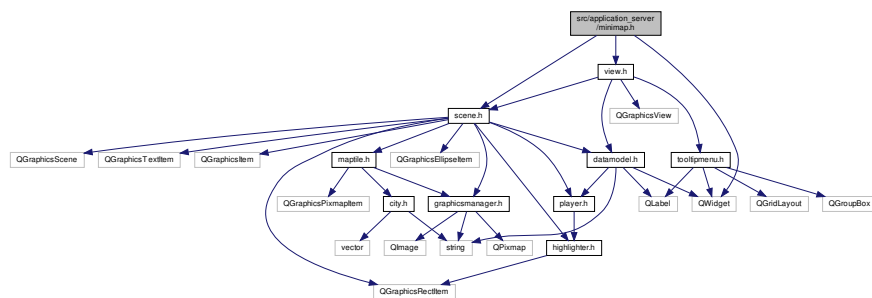 src/application_server
/minimap.h
view.h
QGraphicsView
scene.h
QGraphicsScene
QGraphicsTextItem
QGraphicsItem
maptile.h
QGraphicsEllipseItem
datamodel.h
tooltipmenu.h
QGraphicsPixmapItem
city.h
graphicsmanager.h
player.h
QLabel
QWidget
QGridLayout
QGroupBox
vector
QImage
string
QPixmap
highlighter.h
QGraphicsRectItem